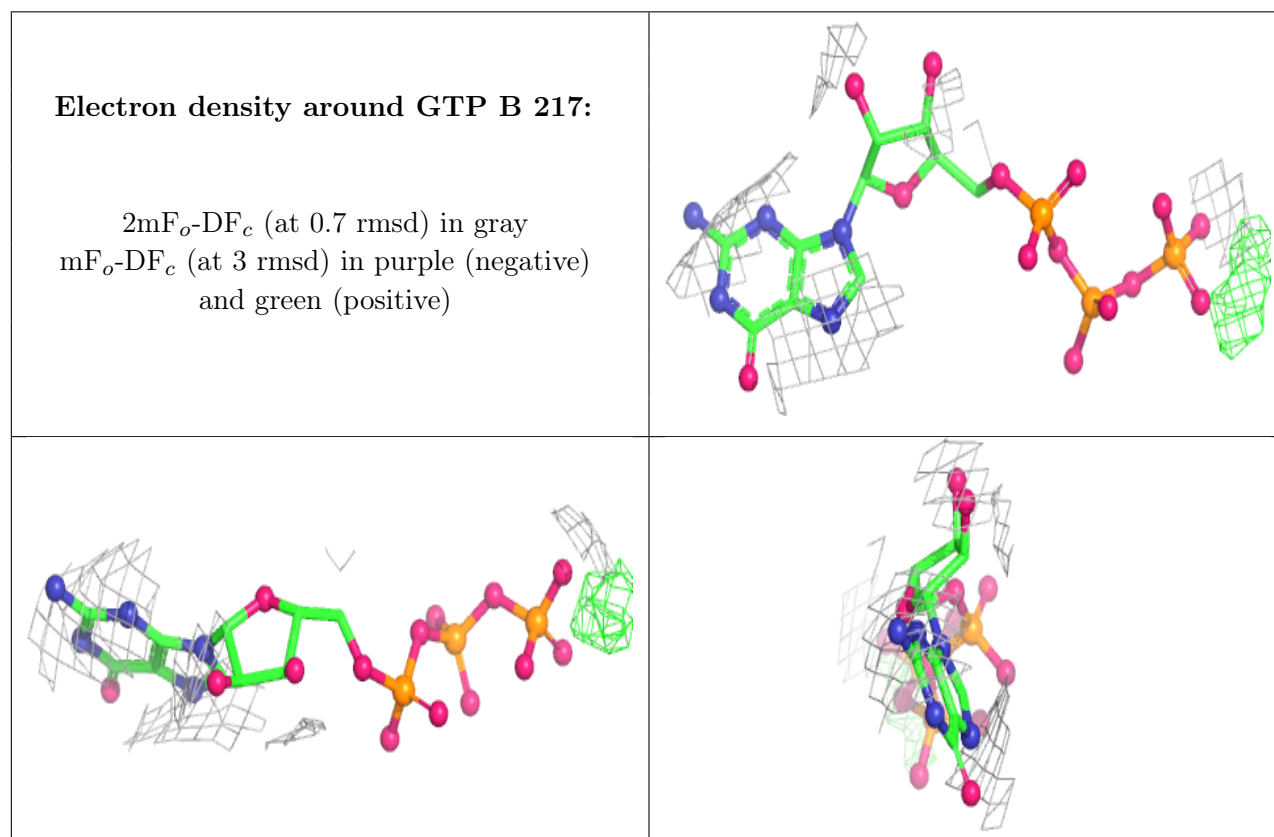 Electron density around GTP B 217:
2mFₒ-DF𝒸 (at 0.7 rmsd) in gray
mFₒ-DF𝒸 (at 3 rmsd) in purple (negative)
and green (positive)